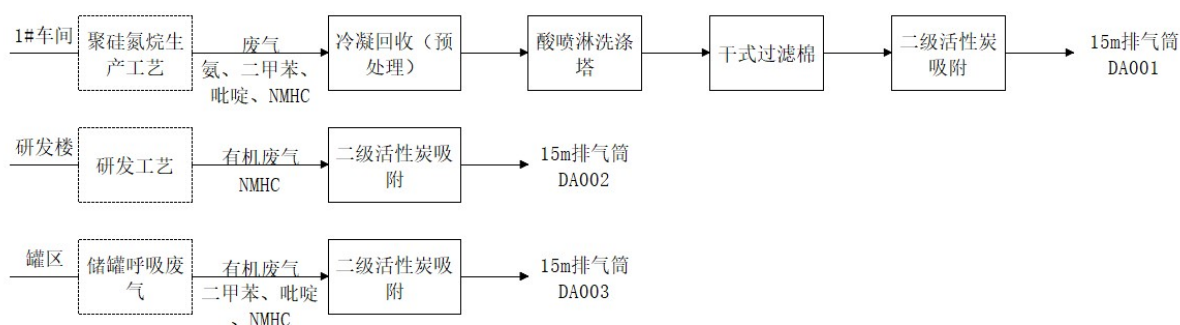 1#车间
聚硅氮烷生
产工艺
废气
氨、二甲苯、
吡啶、NMHC
冷凝回收（预
处理）
酸喷淋洗涤
塔
干式过滤棉
二级活性炭
吸附
15m排气筒
DA001
研发楼
研发工艺
有机废气
NMHC
二级活性炭吸
附
15m排气筒
DA002
罐区
储罐呼吸废
气
有机废气
二甲苯、吡啶
、NMHC
二级活性炭吸
附
15m排气筒
DA003